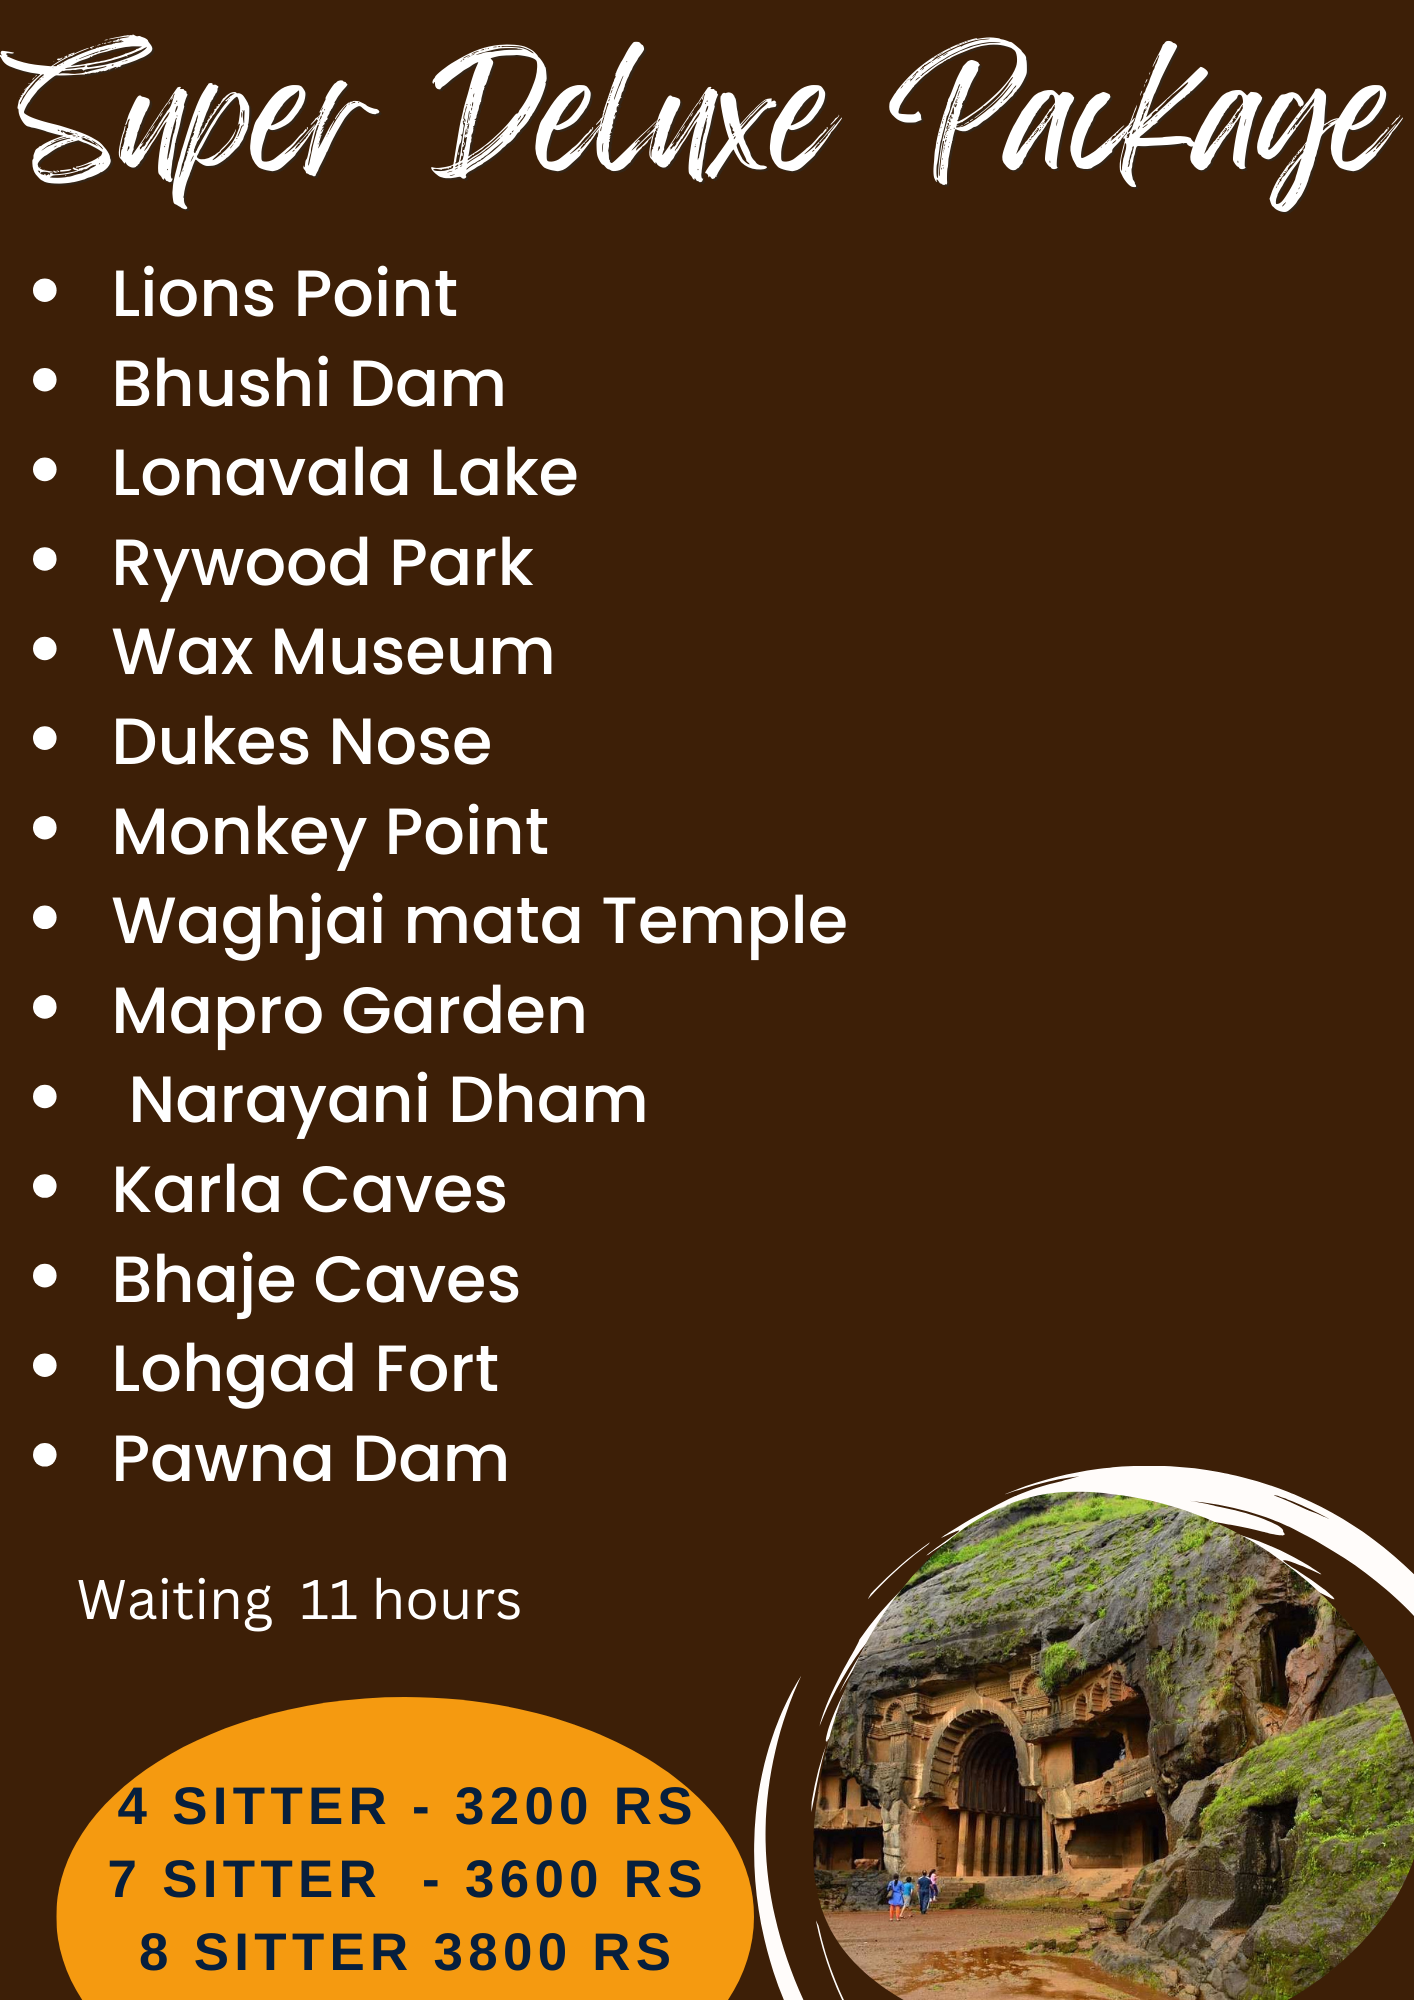 Super Deluxe Package
• Lions Point
• Bhushi Dam
• Lonavala Lake
• Rywood Park
• Wax Museum
• Dukes Nose
• Monkey Point
• Waghjai mata Temple
• Mapro Garden
• Narayani Dham
• Karla Caves
• Bhaje Caves
• Lohgad Fort
• Pawna Dam
Waiting 11 hours
4 SITTER - 3200 RS
7 SITTER - 3600 RS
8 SITTER 3800 RS